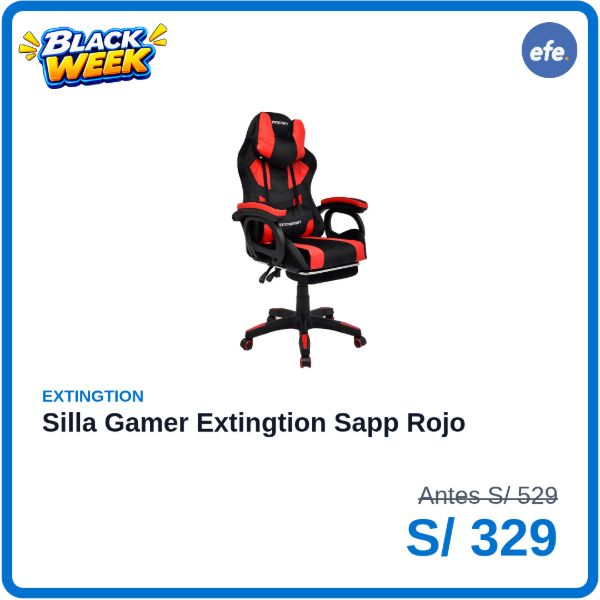 BLACK
WEEK
efe.
EXTINGTION
Silla Gamer Extingtion Sapp Rojo
Antes S/ 529
S/ 329